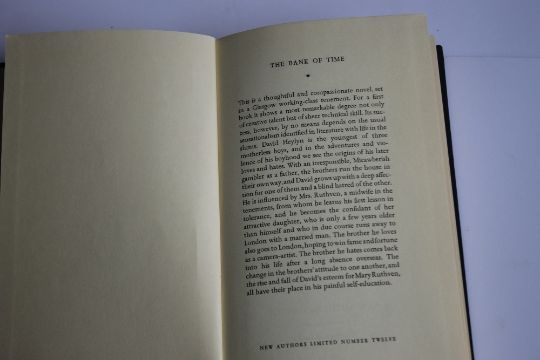 THE BANK OF TIME
This is a thoughtful and compassionate novel, set
in a Glasgow working-class tenement. For a first
book it shows a most remarkable degree not only
of creative talent but of sheer technical skill. Its suc-
cess, however, by no means depends on the usual
sensationalism identified in literature with life in the
slums. David Heylyn is the youngest of three
motherless boys, and in the adventures and vio-
lence of his boyhood we see the origins of his later
loves and hates. With an irresponsible, Micawberish
gambler as a father, the brothers run the house in
their own way, and David grows up with a deep affec-
tion for one of them and a blind hatred of the other.
He is influenced by Mrs. Ruthven, a midwife in the
tenements, from whom he learns his first lesson in
tolerance, and he becomes the confidant of her
attractive daughter, who is only a few years older
than himself and who in due course runs away to
London with a married man. The brother he loves
also goes to London, hoping to win fame and fortune
as a camera-artist. The brother he hates comes back
into his life after a long absence overseas. The
change in the brothers' attitude to one another, and
the rise and fall of David's esteem for Mary Ruthven,
all have their place in his painful self-education.
NEW AUTHORS LIMITED NUMBER TWELVE